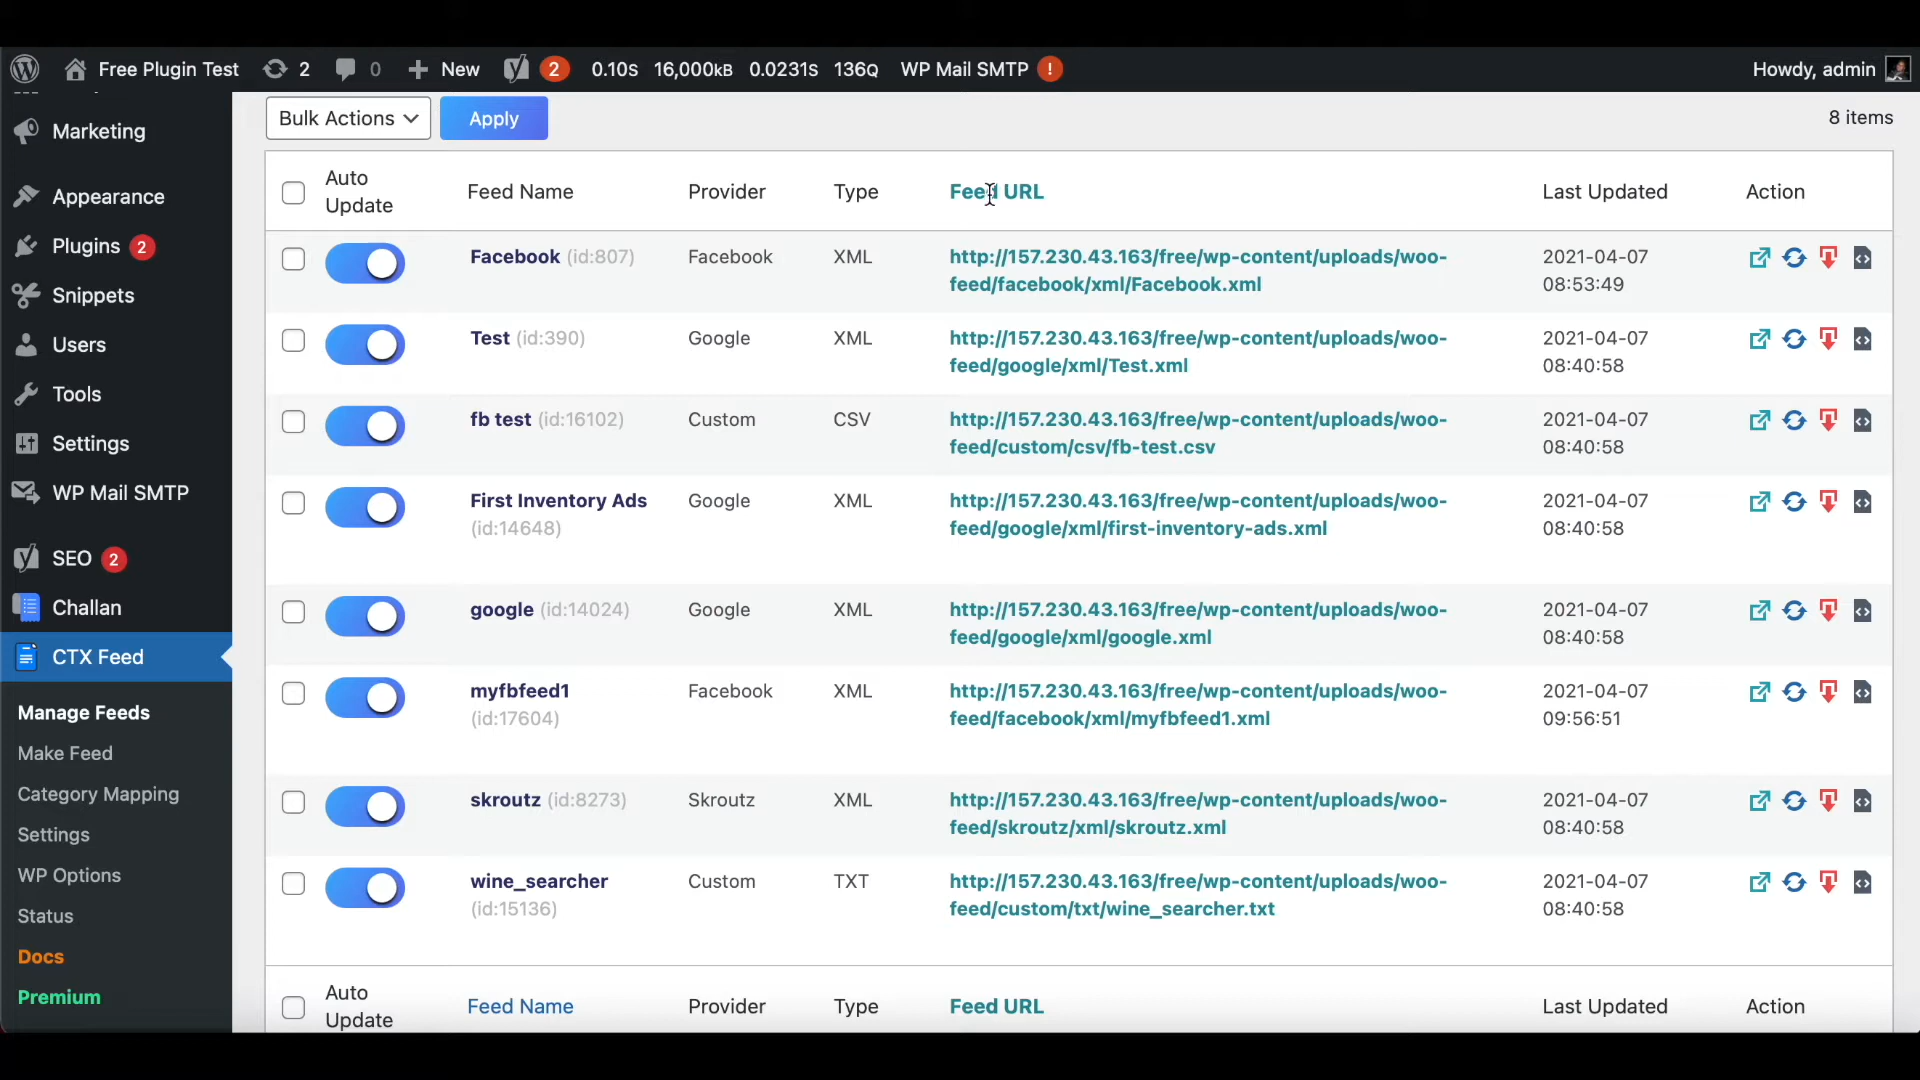 Free Plugin Test 2 0 + New 2 0.10S 16,000KB 0.0231S 136Q WP Mail SMTP ! Howdy, admin
Marketing
Appearance
Plugins 2
Snippets
Users
Tools
Settings
WP Mail SMTP
SEO 2
Challan
CTX Feed
Manage Feeds
Make Feed
Category Mapping
Settings
WP Options
Status
Docs
Premium
Bulk Actions Apply 8 items
Auto Update Feed Name Provider Type Feed URL Last Updated Action
Facebook (id:807) Facebook XML http://157.230.43.163/free/wp-content/uploads/woo- 2021-04-07
feed/facebook/xml/Facebook.xml 08:53:49
Test (id:390) Google XML http://157.230.43.163/free/wp-content/uploads/woo- 2021-04-07
feed/google/xml/Test.xml 08:40:58
fb test (id:16102) Custom CSV http://157.230.43.163/free/wp-content/uploads/woo- 2021-04-07
feed/custom/csv/fb-test.csv 08:40:58
First Inventory Ads Google XML http://157.230.43.163/free/wp-content/uploads/woo- 2021-04-07
(id:14648) feed/google/xml/first-inventory-ads.xml 08:40:58
google (id:14024) Google XML http://157.230.43.163/free/wp-content/uploads/woo- 2021-04-07
feed/google/xml/google.xml 08:40:58
myfbfeed1 Facebook XML http://157.230.43.163/free/wp-content/uploads/woo- 2021-04-07
(id:17604) feed/facebook/xml/myfbfeed1.xml 09:56:51
skroutz (id:8273) Skroutz XML http://157.230.43.163/free/wp-content/uploads/woo- 2021-04-07
feed/skroutz/xml/skroutz.xml 08:40:58
wine_searcher Custom TXT http://157.230.43.163/free/wp-content/uploads/woo- 2021-04-07
(id:15136) feed/custom/txt/wine_searcher.txt 08:40:58
Auto Update Feed Name Provider Type Feed URL Last Updated Action